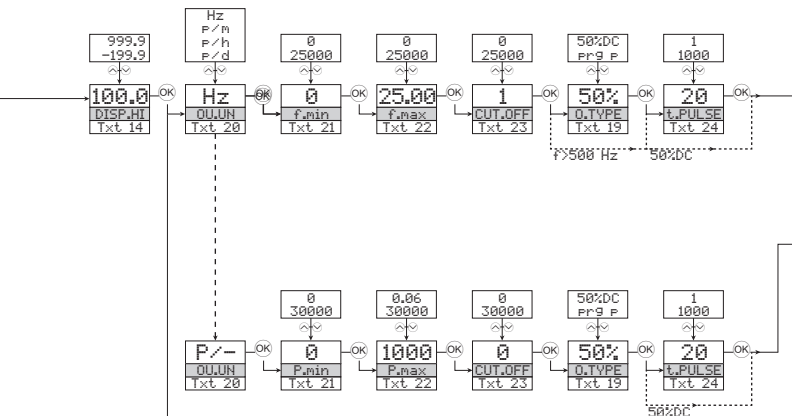 Hz
P/m
P/h
P/d
999.9
-199.9
0
25000
0
25000
0
25000
50%DC
Prg P
1
1000
100.0
DISP.HI
Txt 14
OK
Hz
OU.UN
Txt 20
OK
0
f.min
Txt 21
OK
25.00
f.max
Txt 22
OK
1
CUT.OFF
Txt 23
OK
50%
O.TYPE
Txt 19
OK
20
t.PULSE
Txt 24
OK
f>500 Hz
50%DC
0
30000
0.06
30000
0
30000
50%DC
Prg P
1
1000
P/-
OU.UN
Txt 20
OK
0
P.min
Txt 21
OK
1000
P.max
Txt 22
OK
0
CUT.OFF
Txt 23
OK
50%
O.TYPE
Txt 19
OK
20
t.PULSE
Txt 24
OK
50%DC